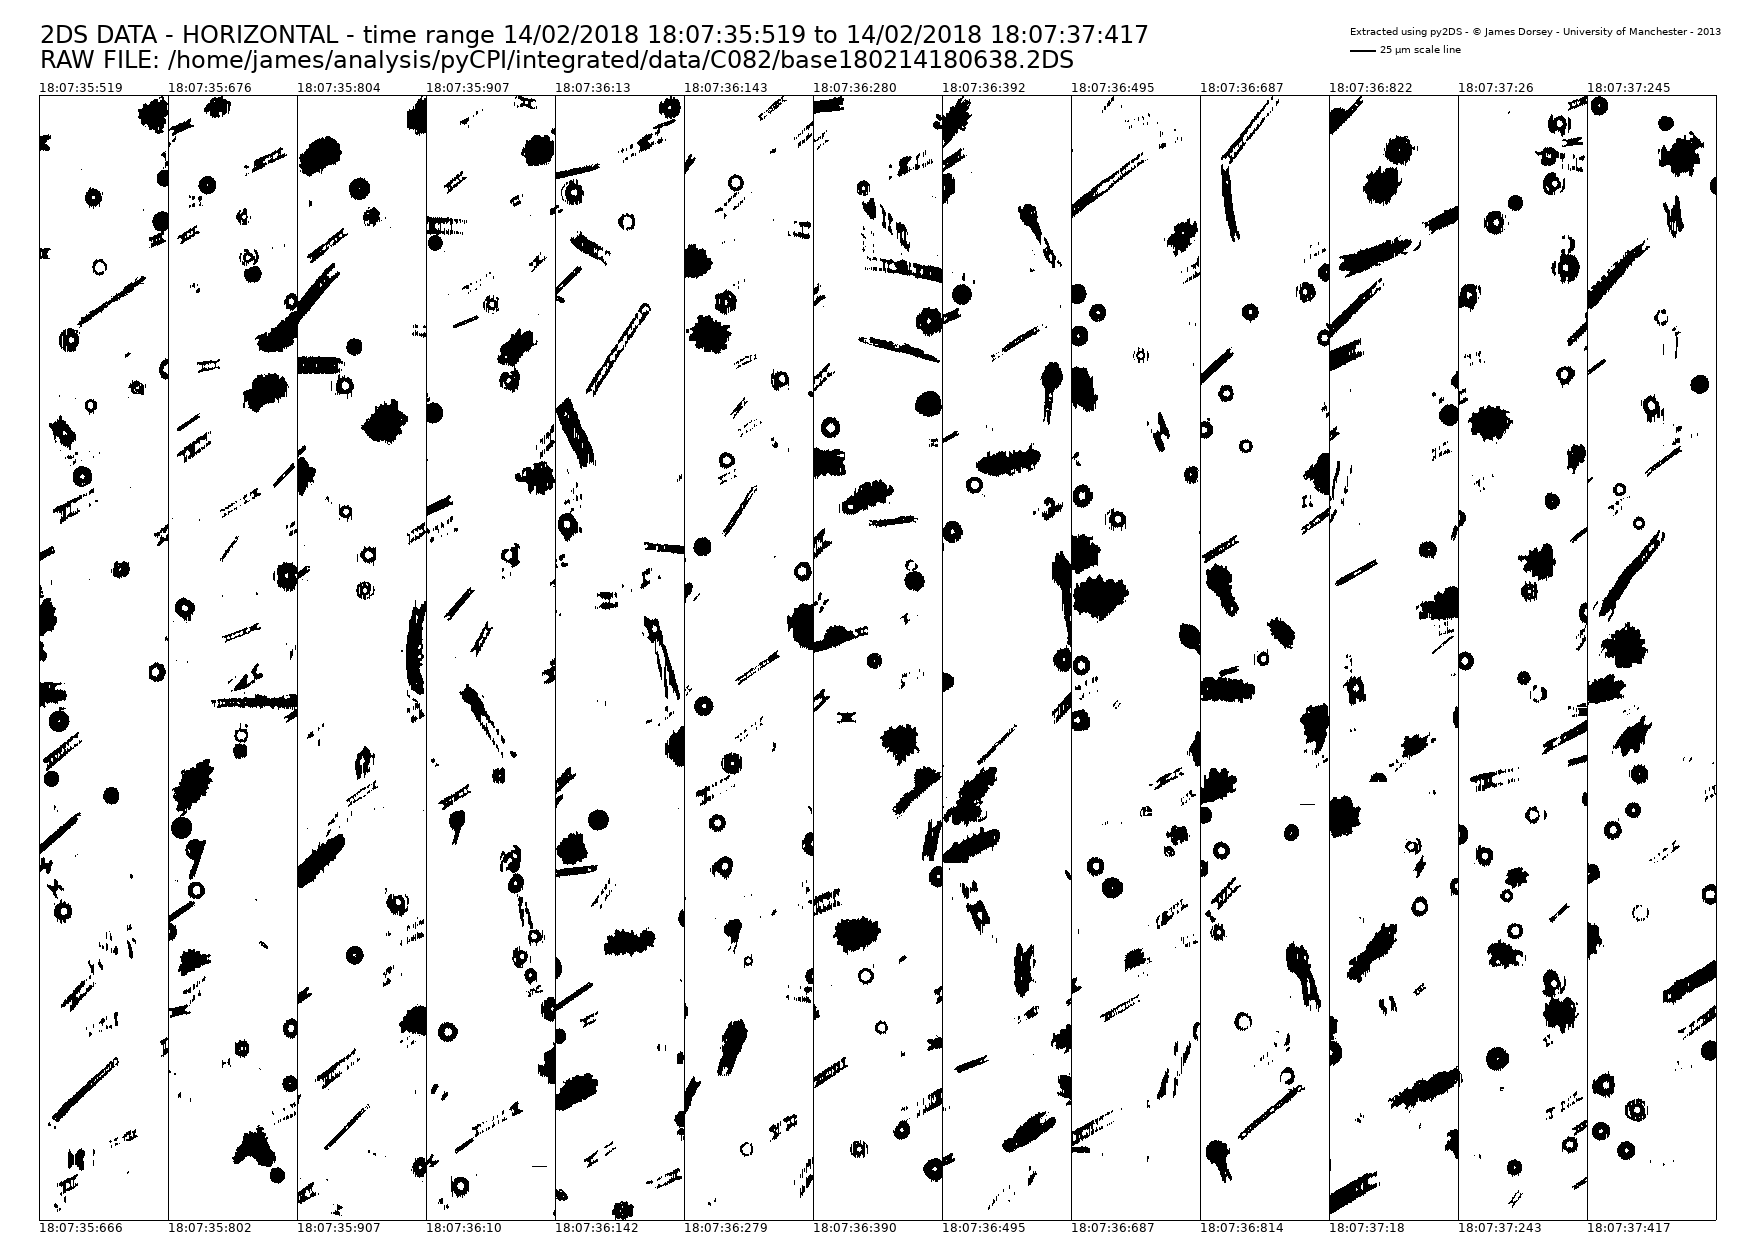 2DS DATA - HORIZONTAL - time range 14/02/2018 18:07:35:519 to 14/02/2018 18:07:37:417
RAW FILE: /home/james/analysis/pyCPI/integrated/data/C082/base180214180638.2DS
Extracted using py2DS - © James Dorsey - University of Manchester - 2013
25 µm scale line
18:07:35:519 18:07:35:676 18:07:35:804 18:07:35:907 18:07:36:13 18:07:36:143 18:07:36:280 18:07:36:392 18:07:36:495 18:07:36:687 18:07:36:822 18:07:37:26 18:07:37:245
18:07:35:666 18:07:35:802 18:07:35:907 18:07:36:10 18:07:36:142 18:07:36:279 18:07:36:390 18:07:36:495 18:07:36:687 18:07:36:814 18:07:37:18 18:07:37:243 18:07:37:417